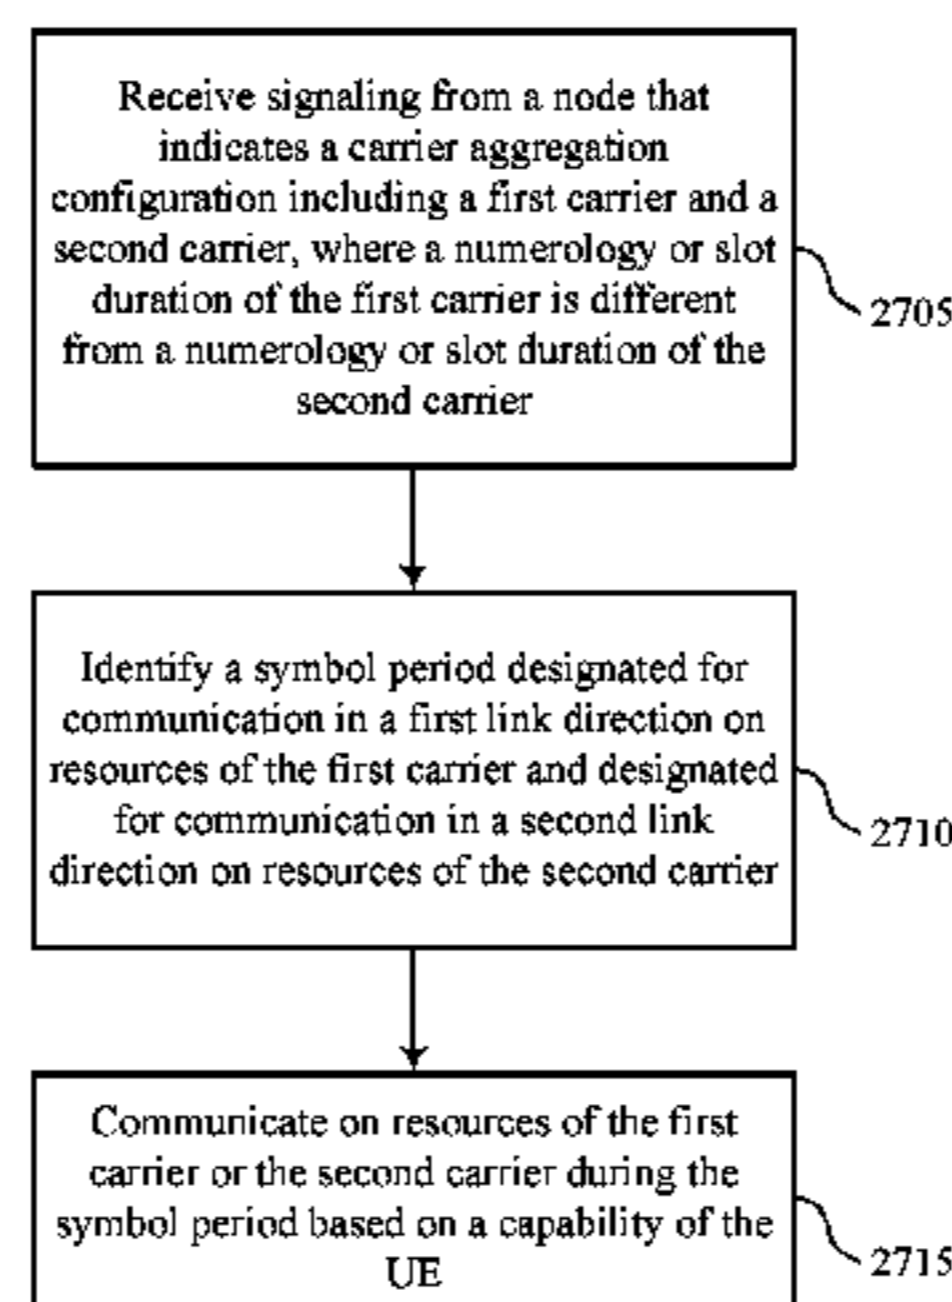 Receive signaling from a node that
indicates a carrier aggregation
configuration including a first carrier and a
second carrier, where a numerology or slot
duration of the first carrier is different
from a numerology or slot duration of the
second carrier
2705
Identify a symbol period designated for
communication in a first link direction on
resources of the first carrier and designated
for communication in a second link
direction on resources of the second carrier
2710
Communicate on resources of the first
carrier or the second carrier during the
symbol period based on a capability of the
UE
2715